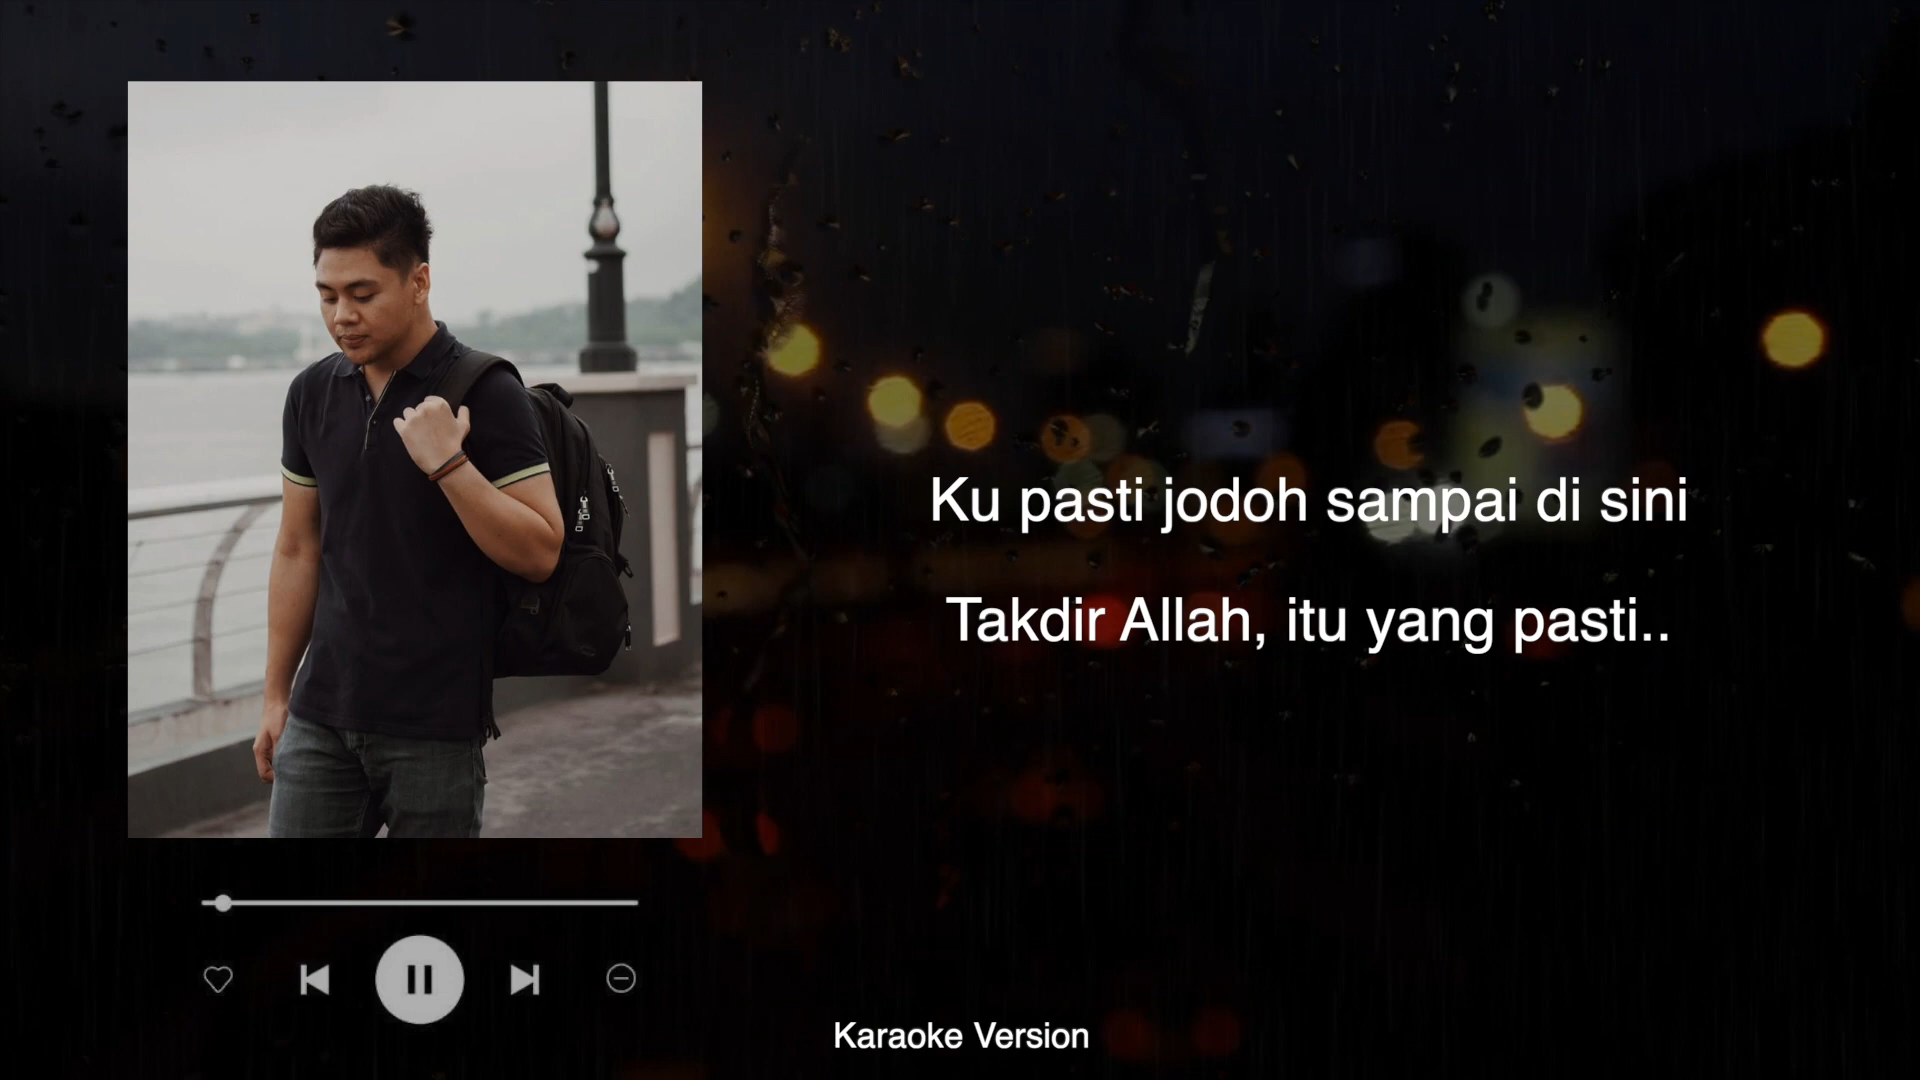 Ku pasti jodoh sampai di sini
Takdir Allah, itu yang pasti..
Karaoke Version